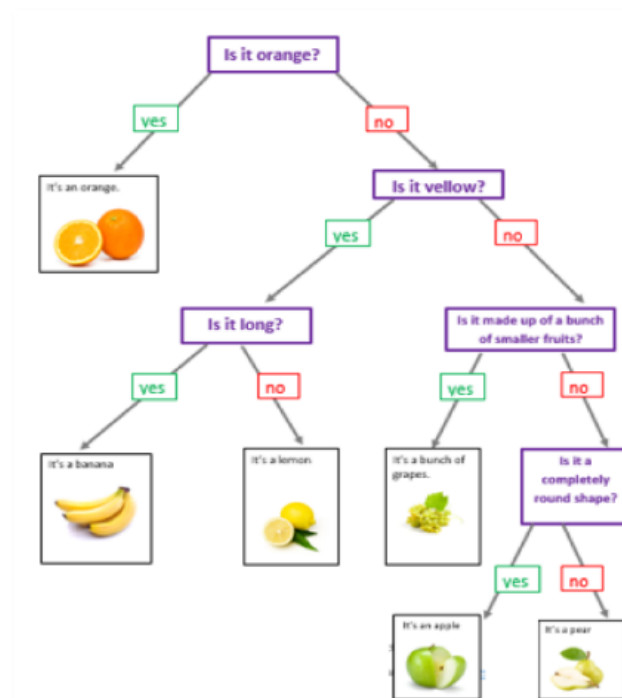 Is it orange?
yes
no
It's an orange.
Is it yellow?
yes
no
Is it long?
Is it made up of a bunch
of smaller fruits?
yes
no
yes
no
It's a banana
It's a lemon
It's a bunch of
grapes.
Is it a
completely
round shape?
yes
no
It's an apple
It's a pear